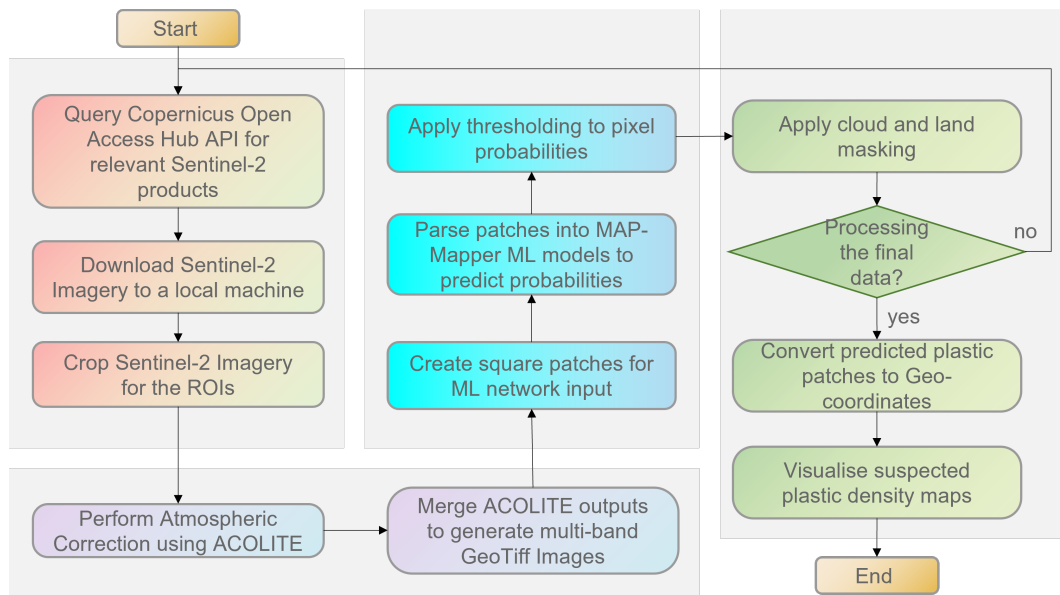 Start
Query Copernicus Open
Access Hub API for
relevant Sentinel-2
products
Download Sentinel-2
Imagery to a local machine
Crop Sentinel-2 Imagery
for the ROIs
Perform Atmospheric
Correction using ACOLITE
Merge ACOLITE outputs
to generate multi-band
GeoTiff Images
Create square patches for
ML network input
Parse patches into MAP-
Mapper ML models to
predict probabilities
Apply thresholding to pixel
probabilities
Apply cloud and land
masking
Processing
the final
data?
no
yes
Convert predicted plastic
patches to Geo-
coordinates
Visualise suspected
plastic density maps
End